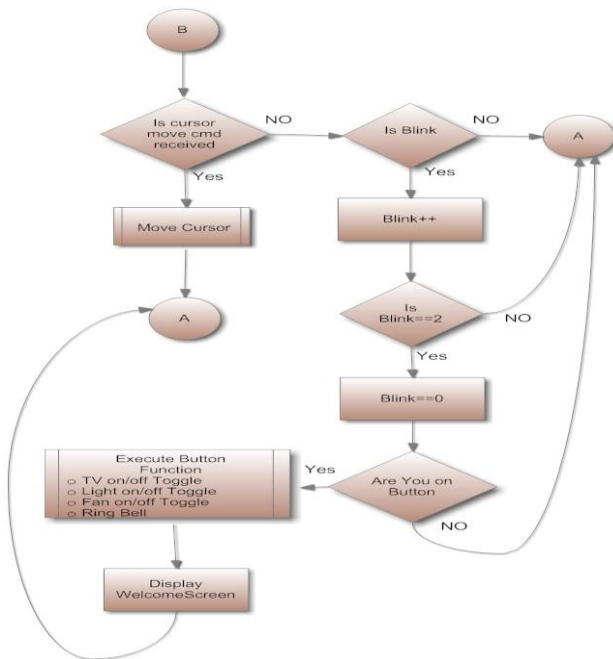 B
Is cursor
move cmd
received
NO
Is Blink
NO
A
Yes
Yes
Move Cursor
Blink++
A
Is
Blink==2
NO
Yes
Blink==0
Execute Button
Function
o TV on/off Toggle
o Light on/off Toggle
o Fan on/off Toggle
o Ring Bell
Yes
Are You on
Button
NO
Display
WelcomeScreen